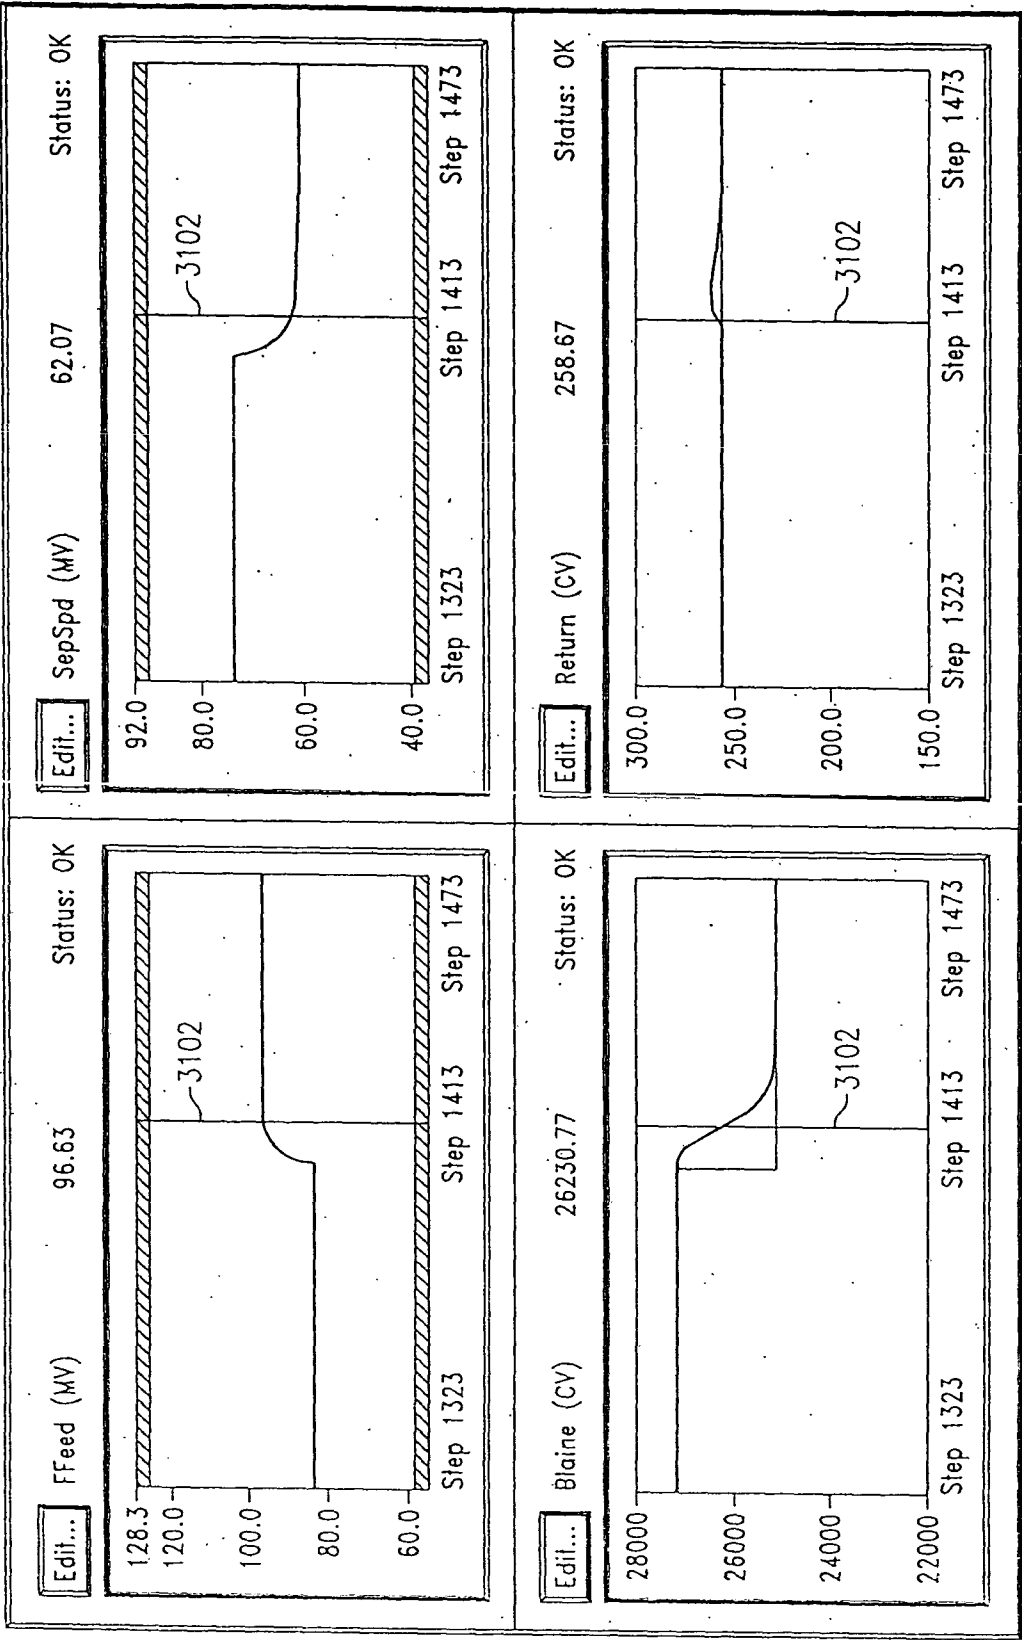 Edit... FFeed (MV) 96.63 Status: OK
128.3
120.0
100.0
80.0
60.0
3102
Step 1323 Step 1413 Step 1473
Edit... SepSpd (MV) 62.07 Status: OK
92.0
80.0
60.0
40.0
3102
Step 1323 Step 1413 Step 1473
Edit... Blaine (CV) 26230.77 Status: OK
28000
26000
24000
22000
3102
Step 1323 Step 1413 Step 1473
Edit... Return (CV) 258.67 Status: OK
300.0
250.0
200.0
150.0
3102
Step 1323 Step 1413 Step 1473